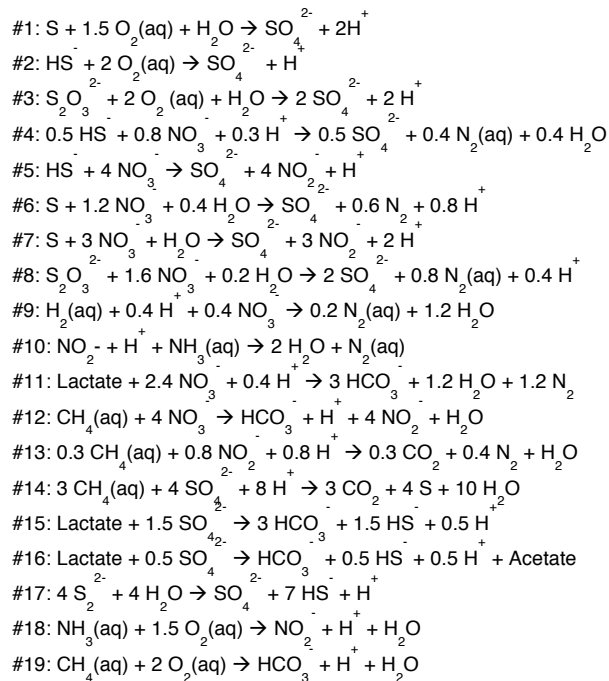 #1: S + 1.5 O₂(aq) + H₂O → SO₄²⁻ + 2H⁺
#2: HS⁻ + 2 O₂(aq) → SO₄²⁻ + H⁺
#3: S₂O₃²⁻ + 2 O₂ (aq) + H₂O → 2 SO₄²⁻ + 2 H⁺
#4: 0.5 HS⁻ + 0.8 NO₃⁻ + 0.3 H⁺ → 0.5 SO₄²⁻ + 0.4 N₂(aq) + 0.4 H₂O
#5: HS⁻ + 4 NO₃⁻ → SO₄²⁻ + 4 NO₂⁻ + H⁺
#6: S + 1.2 NO₃⁻ + 0.4 H₂O → SO₄²⁻ + 0.6 N₂ + 0.8 H⁺
#7: S + 3 NO₃⁻ + H₂O → SO₄²⁻ + 3 NO₂⁻ + 2 H⁺
#8: S₂O₃²⁻ + 1.6 NO₃⁻ + 0.2 H₂O → 2 SO₄²⁻ + 0.8 N₂(aq) + 0.4 H⁺
#9: H₂(aq) + 0.4 H⁺ + 0.4 NO₃⁻ → 0.2 N₂(aq) + 1.2 H₂O
#10: NO₂- + H⁺ + NH₃(aq) → 2 H₂O + N₂(aq)
#11: Lactate + 2.4 NO₃⁻ + 0.4 H⁺ → 3 HCO₃⁻ + 1.2 H₂O + 1.2 N₂
#12: CH₄(aq) + 4 NO₃⁻ → HCO₃⁻ + H⁺ + 4 NO₂⁻ + H₂O
#13: 0.3 CH₄(aq) + 0.8 NO₂⁻ + 0.8 H⁺ → 0.3 CO₂ + 0.4 N₂ + H₂O
#14: 3 CH₄(aq) + 4 SO₄²⁻ + 8 H⁺ → 3 CO₂ + 4 S + 10 H₂O
#15: Lactate + 1.5 SO₄²⁻ → 3 HCO₃⁻ + 1.5 HS⁻ + 0.5 H⁺
#16: Lactate + 0.5 SO₄²⁻ → HCO₃⁻ + 0.5 HS⁻ + 0.5 H⁺ + Acetate
#17: 4 S₂²⁻ + 4 H₂O → SO₄²⁻ + 7 HS⁻ + H⁺
#18: NH₃(aq) + 1.5 O₂(aq) → NO₂⁻ + H⁺ + H₂O
#19: CH₄(aq) + 2 O₂(aq) → HCO₃⁻ + H⁺ + H₂O